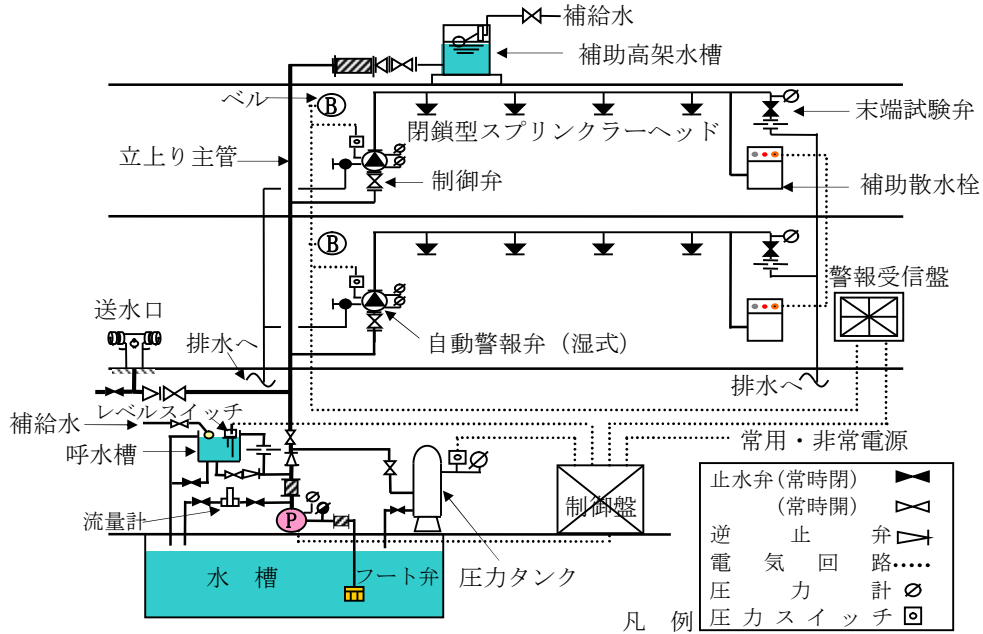 補給水
補助高架水槽
ベル
B
末端試験弁
閉鎖型スプリンクラーヘッド
立上り主管
制御弁
補助散水栓
B
警報受信盤
送水口
自動警報弁（湿式）
排水へ
排水へ
レベルスイッチ
補給水
常用・非常電源
呼水槽
制御盤
流量計
P
水 槽
フート弁
圧力タンク
凡 例
止水弁(常時閉)
(常時開)
逆 止 弁
電 気 回 路
圧 力 計
圧力スイッチ